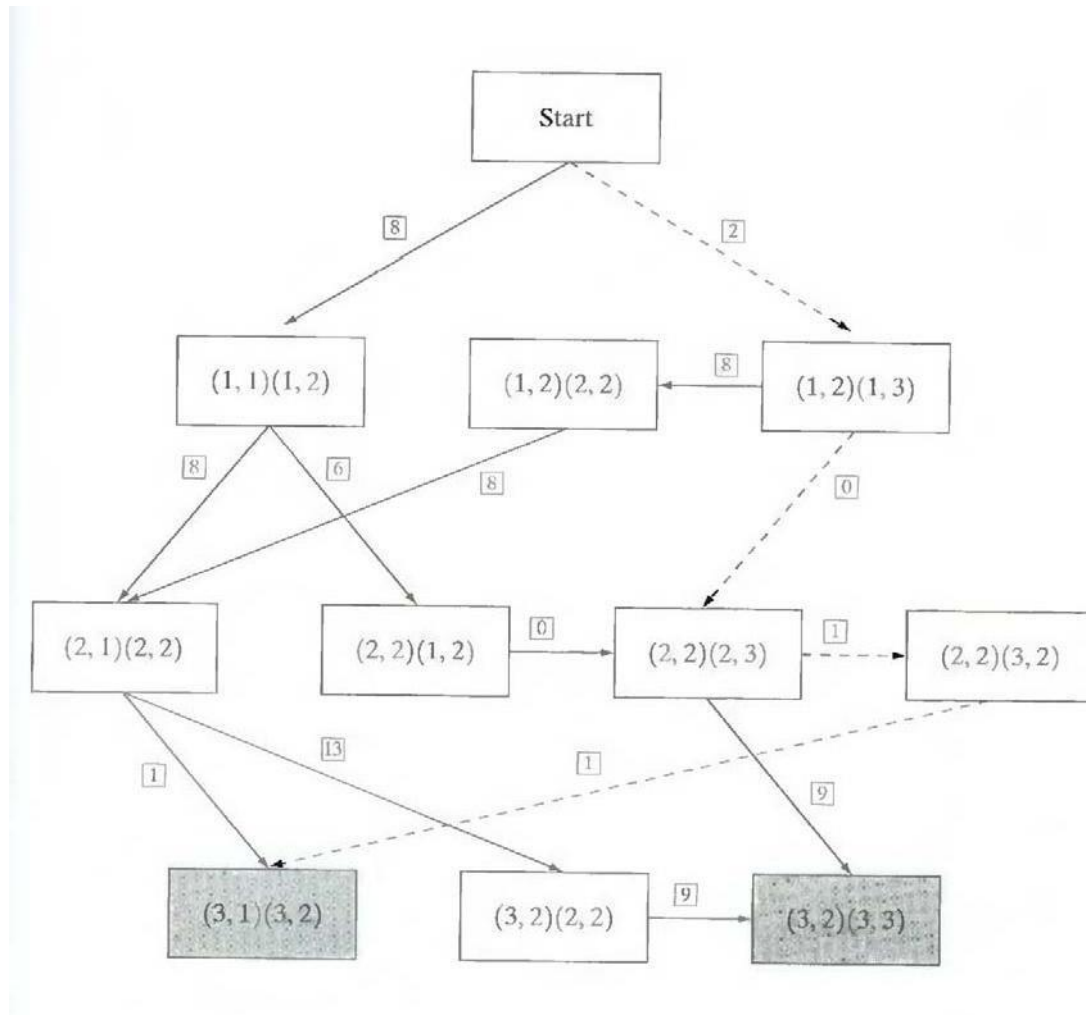 Start
8
2
(1, 1)(1, 2)
(1, 2)(2, 2)
8
(1, 2)(1, 3)
8
6
8
0
(2, 1)(2, 2)
(2, 2)(1, 2)
0
(2, 2)(2, 3)
1
(2, 2)(3, 2)
1
13
1
9
(3, 1)(3, 2)
(3, 2)(2, 2)
9
(3, 2)(3, 3)